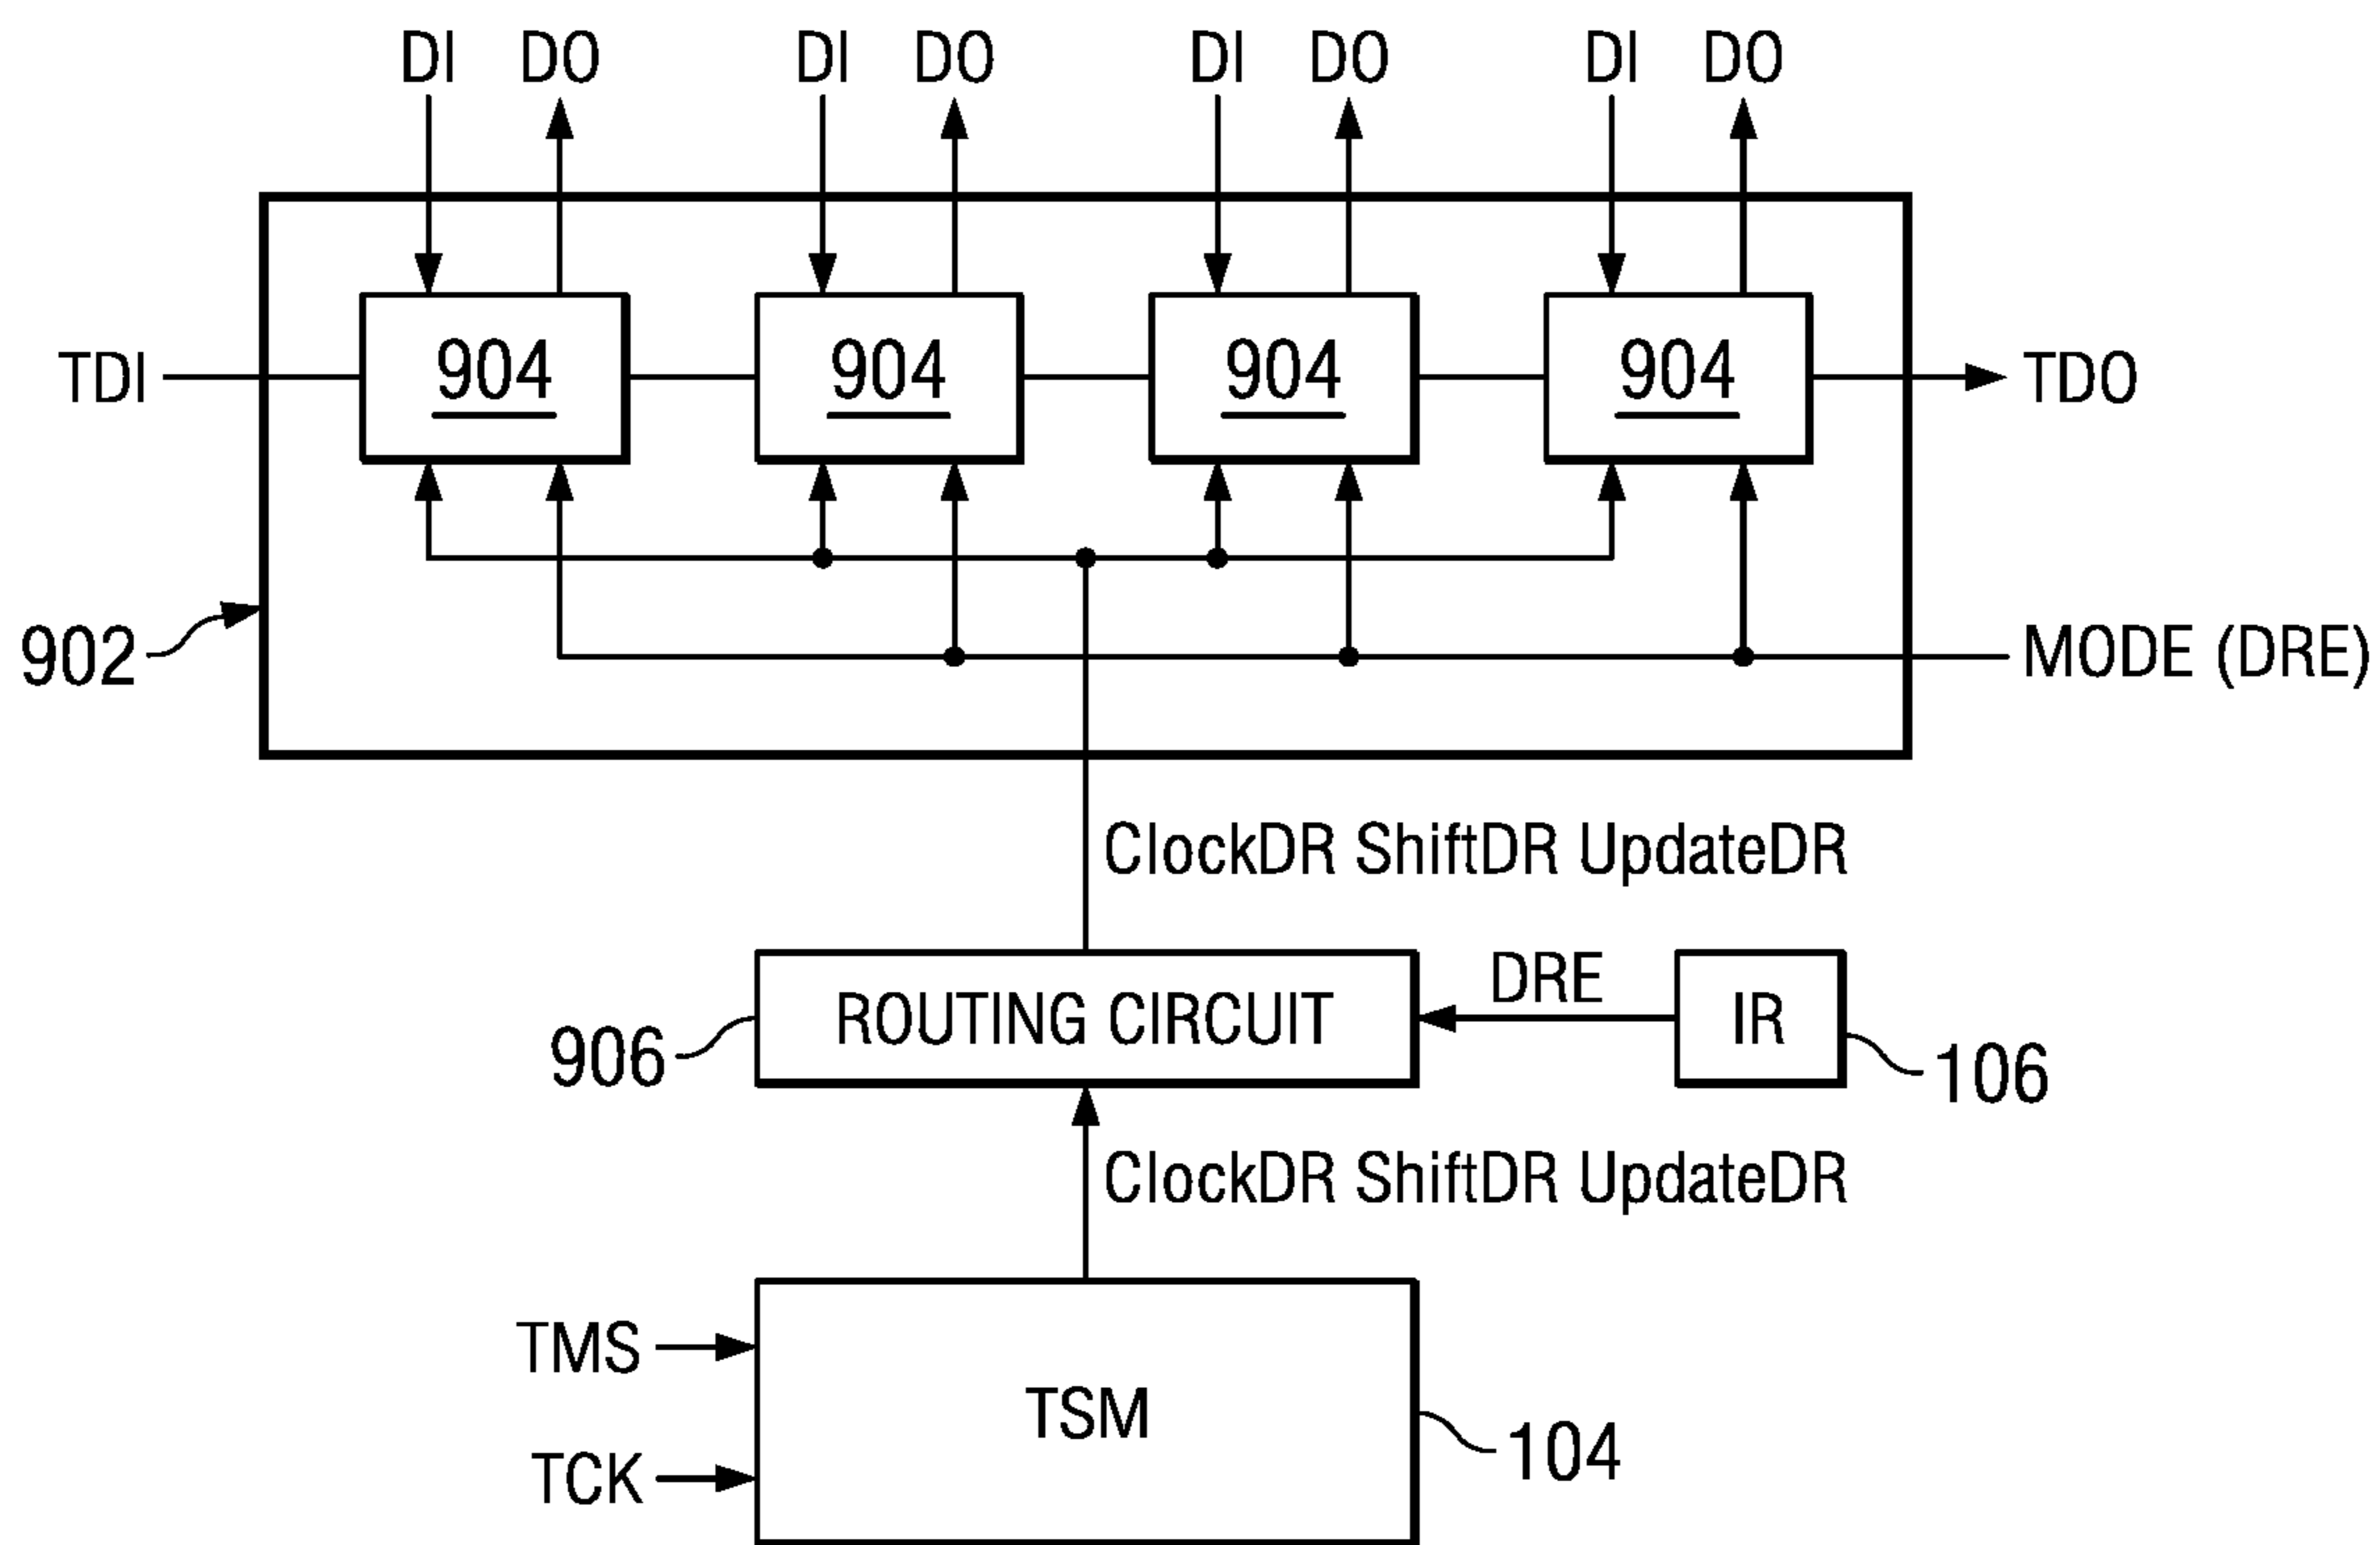 DI DO DI DO DI DO DI DO
TDI 904 904 904 904 TDO
902 MODE (DRE)
ClockDR ShiftDR UpdateDR
906 ROUTING CIRCUIT DRE IR 106
ClockDR ShiftDR UpdateDR
TMS
TSM
TCK
104